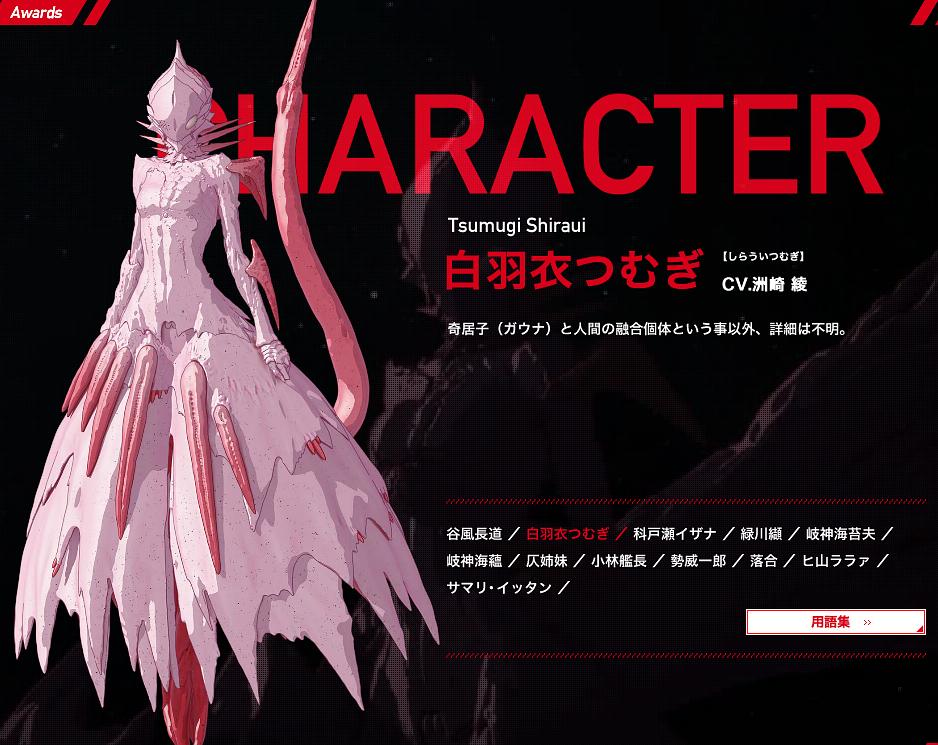 Awards
CHARACTER
Tsumugi Shiraui
白羽衣つむぎ
【しらういつむぎ】
CV.洲崎 綾
奇居子（ガウナ）と人間の融合個体という事以外、詳細は不明。
谷風長道 ／ 白羽衣つむぎ ／ 科戸瀬イザナ ／ 緑川纈 ／ 岐神海苔夫 ／
岐神海蘊 ／ 仄姉妹 ／ 小林艦長 ／ 勢威一郎 ／ 落合 ／ ヒ山ララァ ／
サマリ・イッタン ／
用語集 »